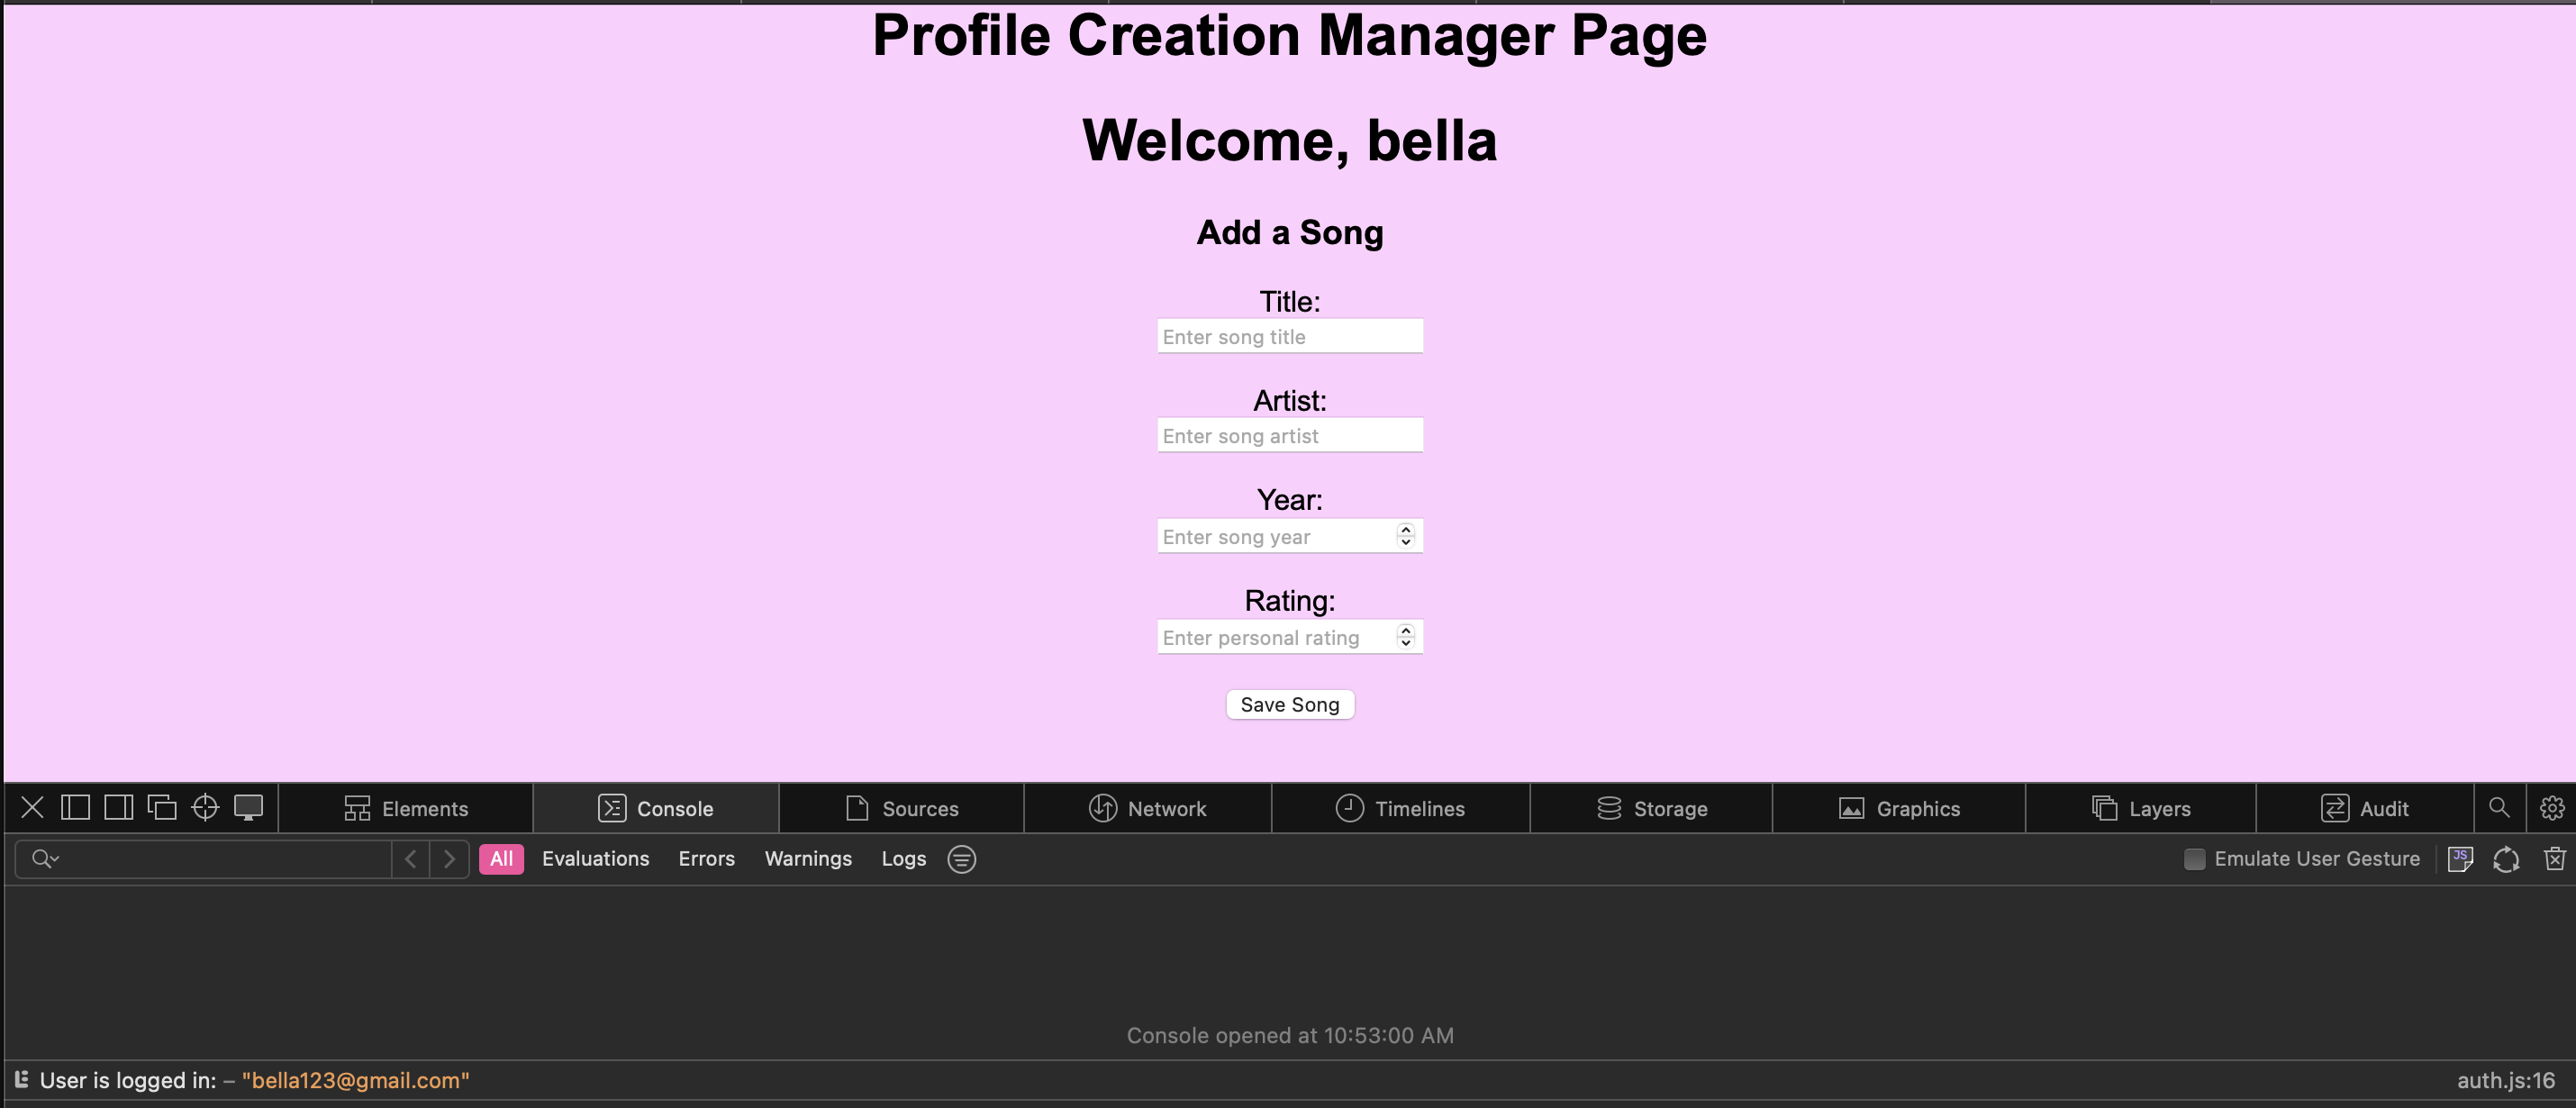 Profile Creation Manager Page
Welcome, bella
Add a Song
Title:
Enter song title
Artist:
Enter song artist
Year:
Enter song year
Rating:
Enter personal rating
Save Song
Elements Console Sources Network Timelines Storage Graphics Layers Audit
All Evaluations Errors Warnings Logs Emulate User Gesture JS
Console opened at 10:53:00 AM
User is logged in: – "bella123@gmail.com" auth.js:16